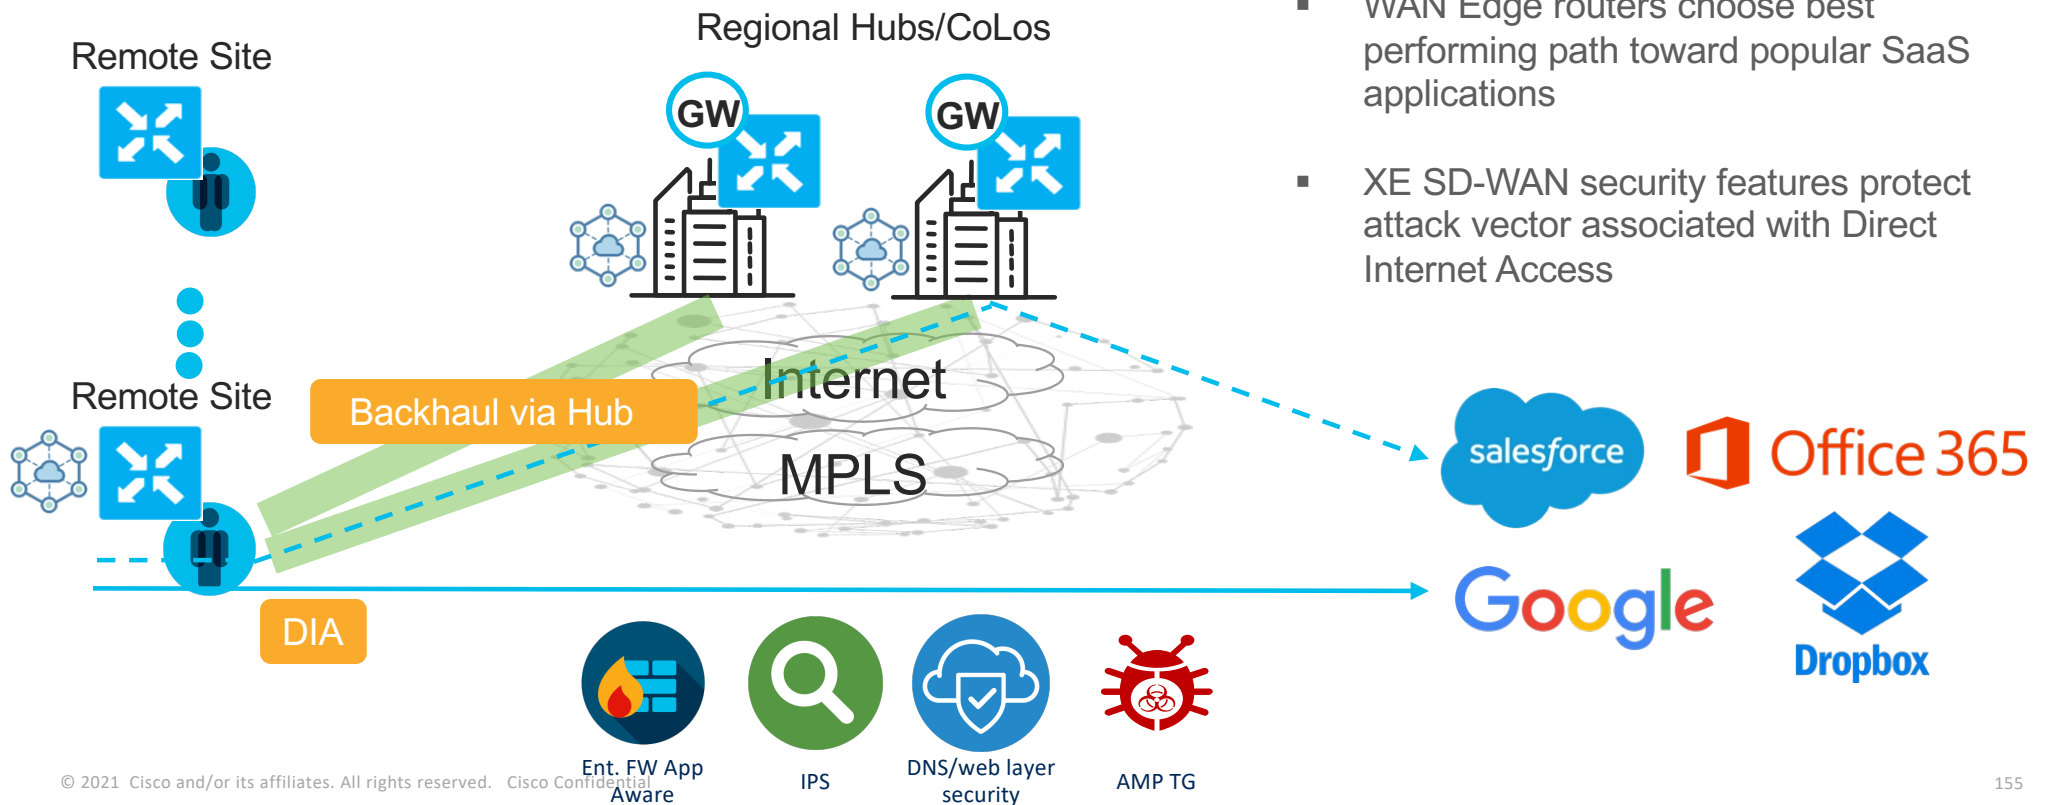 Regional Hubs/CoLos
Remote Site
GW
GW
▪ WAN Edge routers choose best
performing path toward popular SaaS
applications
▪ XE SD-WAN security features protect
attack vector associated with Direct
Internet Access
Internet
MPLS
Remote Site
Backhaul via Hub
DIA
salesforce
Office 365
Google
Dropbox
Ent. FW App
Aware
IPS
DNS/web layer
security
AMP TG
© 2021 Cisco and/or its affiliates. All rights reserved. Cisco Confidential
155